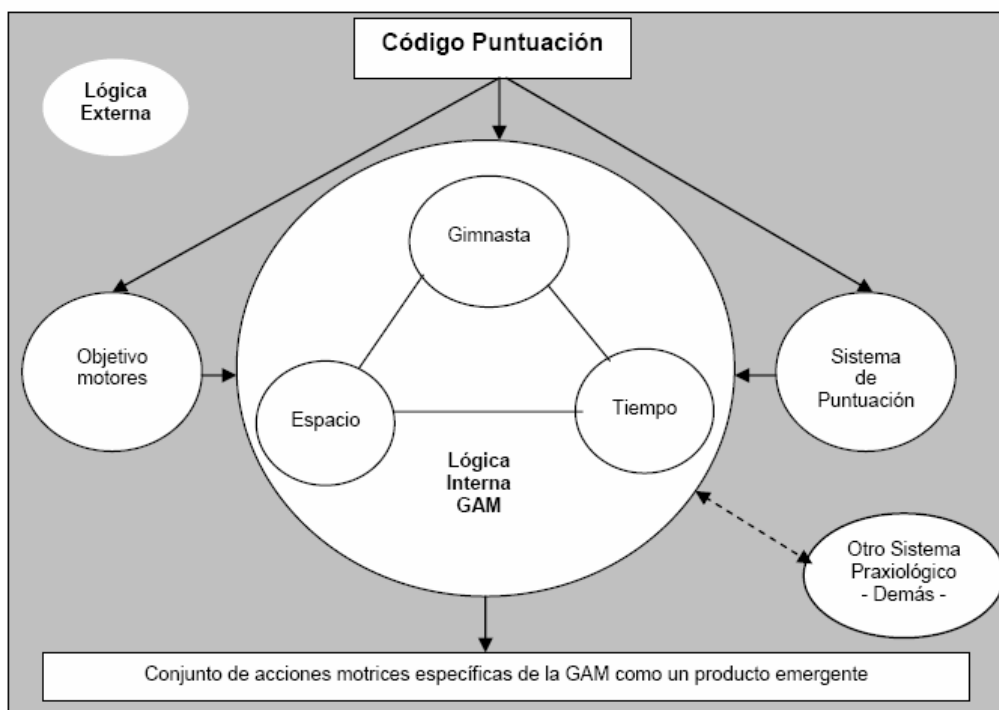 Código Puntuación
Lógica
Externa
Gimnasta
Objetivo
motores
Espacio
Tiempo
Sistema
de
Puntuación
Lógica
Interna
GAM
Otro Sistema
Praxiológico
- Demás -
Conjunto de acciones motrices específicas de la GAM como un producto emergente